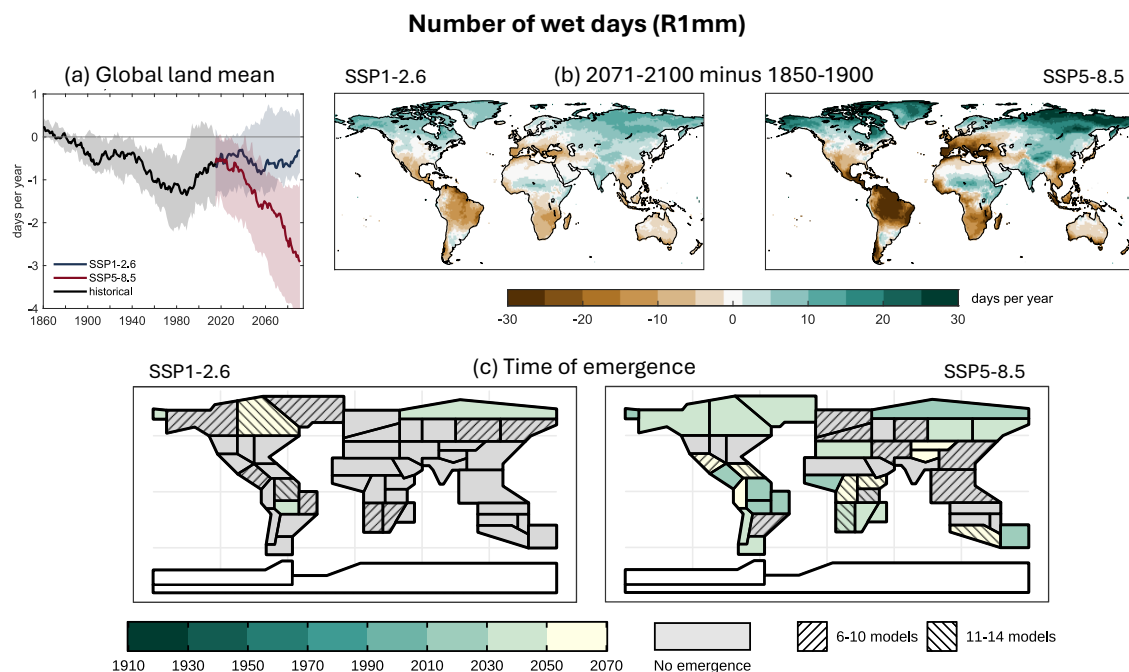 Number of wet days (R1mm)
(a) Global land mean
SSP1-2.6
(b) 2071-2100 minus 1850-1900
SSP5-8.5
days per year
1
0
-1
-2
-3
-4
SSP1-2.6
SSP5-8.5
historical
1860 1900 1940 1980 2020 2060
-30 -20 -10 0 10 20 30
days per year
SSP1-2.6
(c) Time of emergence
SSP5-8.5
1910 1930 1950 1970 1990 2010 2030 2050 2070
No emergence
6-10 models
11-14 models